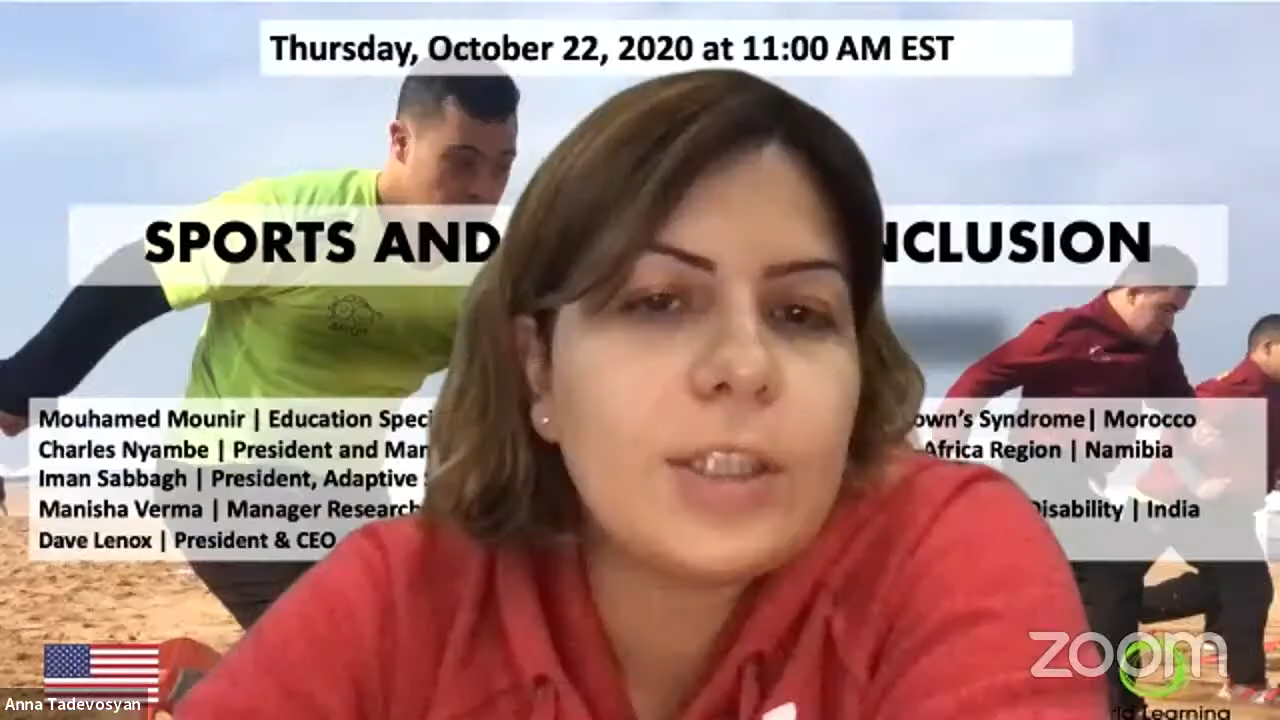 Thursday, October 22, 2020 at 11:00 AM EST
SPORTS AND NCLUSION
Mouhamed Mounir | Education Speci own's Syndrome| Morocco
Charles Nyambe | President and Man Africa Region | Namibia
Iman Sabbagh | President, Adaptive
Manisha Verma | Manager Research Disability | India
Dave Lenox | President & CEO
zoom
Anna Tadevosyan
rld Learning